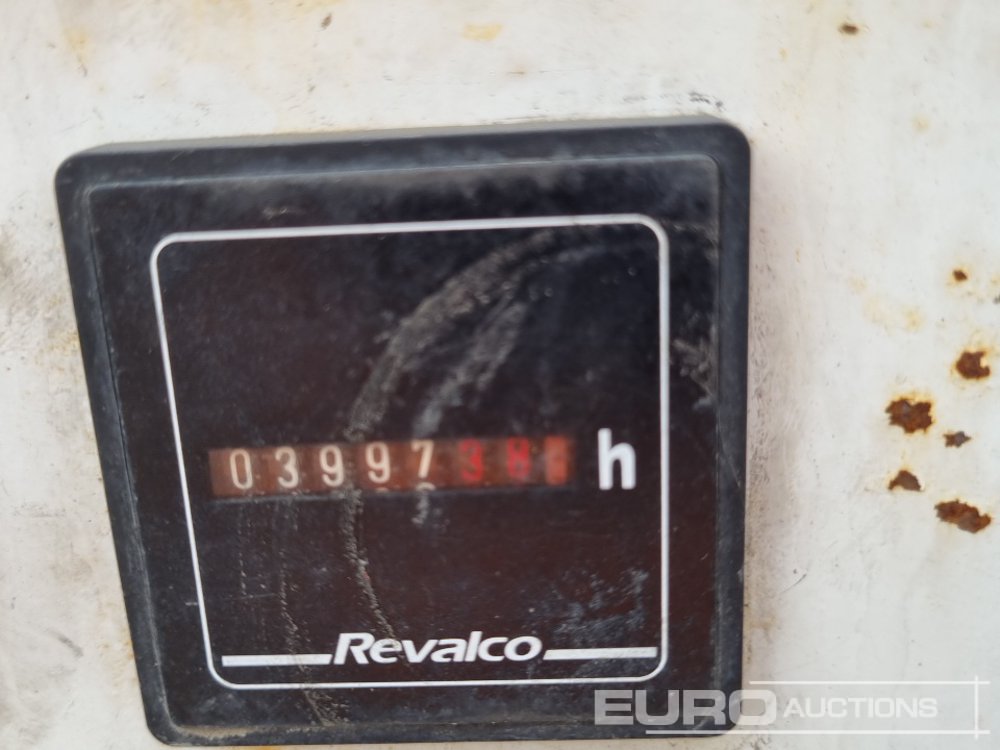 0399738 h
Revalco
EURO AUCTIONS